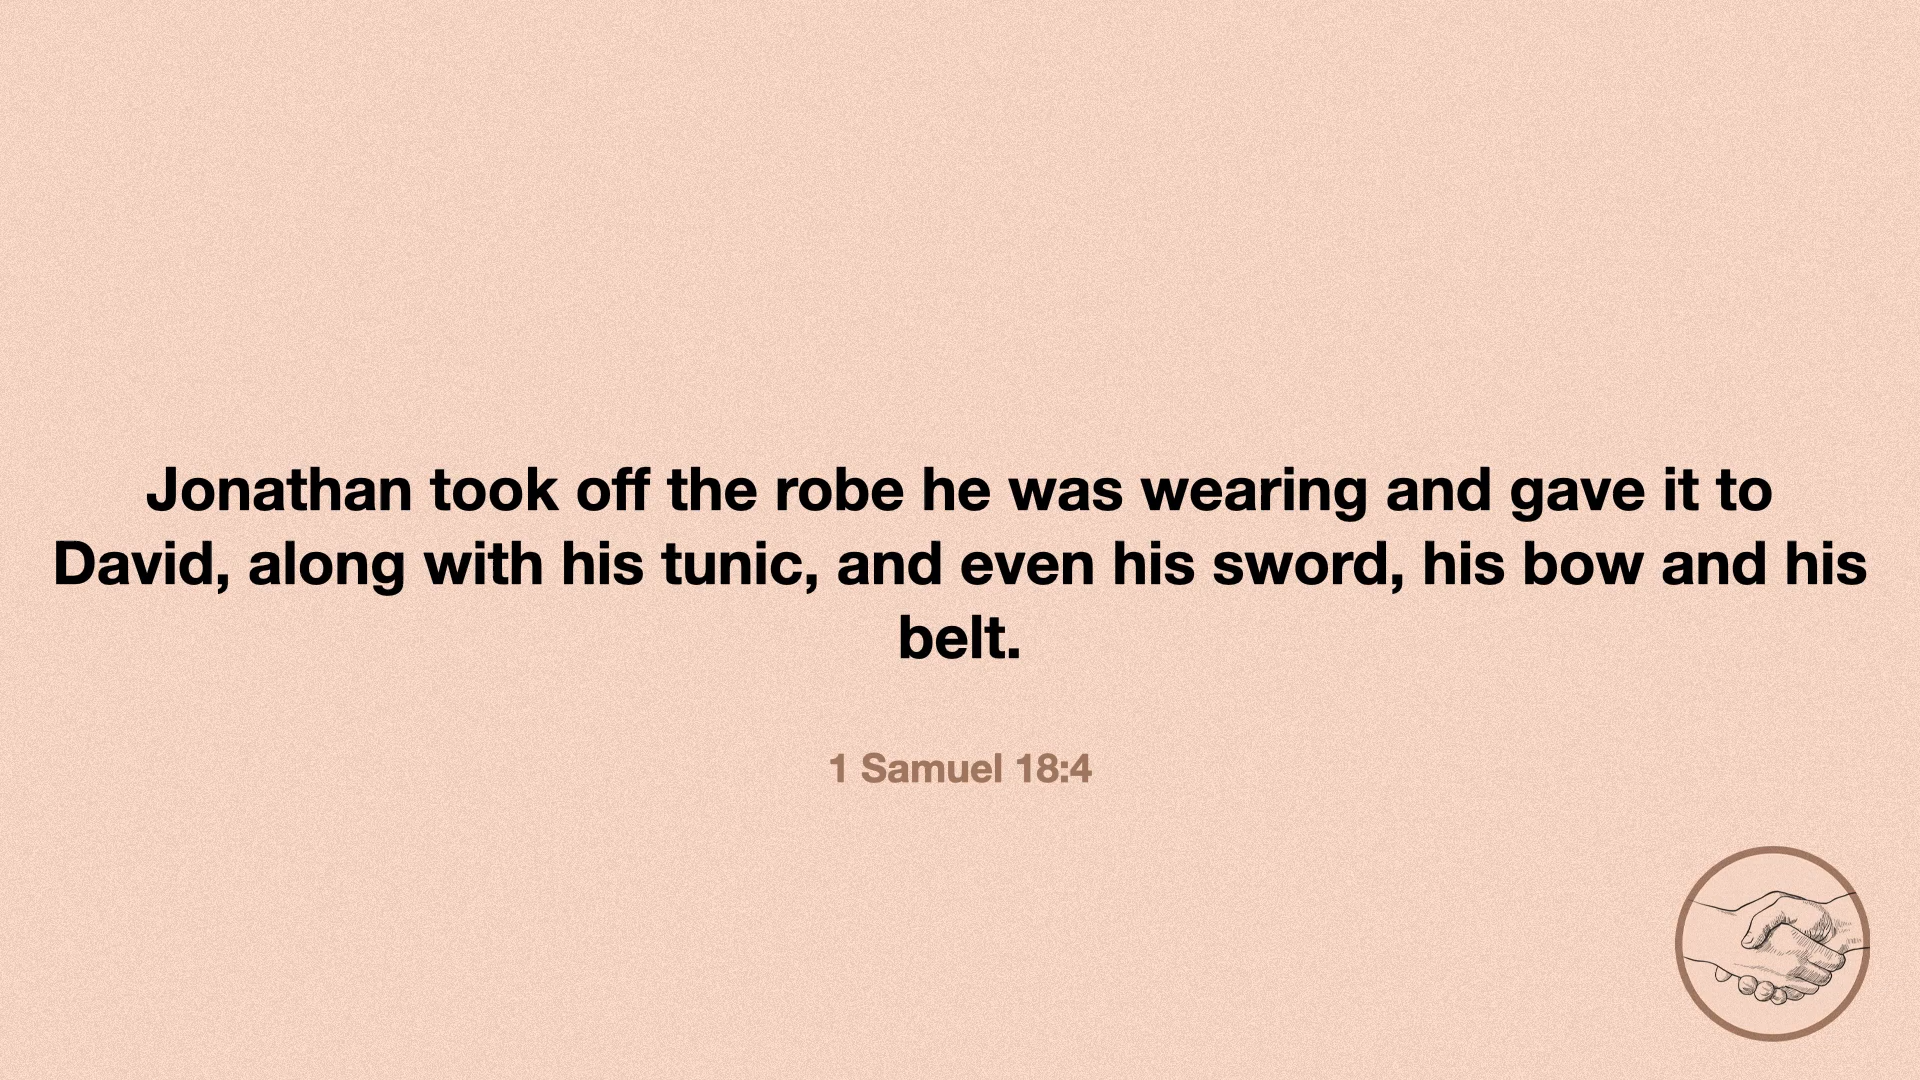 Jonathan took off the robe he was wearing and gave it to
David, along with his tunic, and even his sword, his bow and his
belt.
1 Samuel 18:4